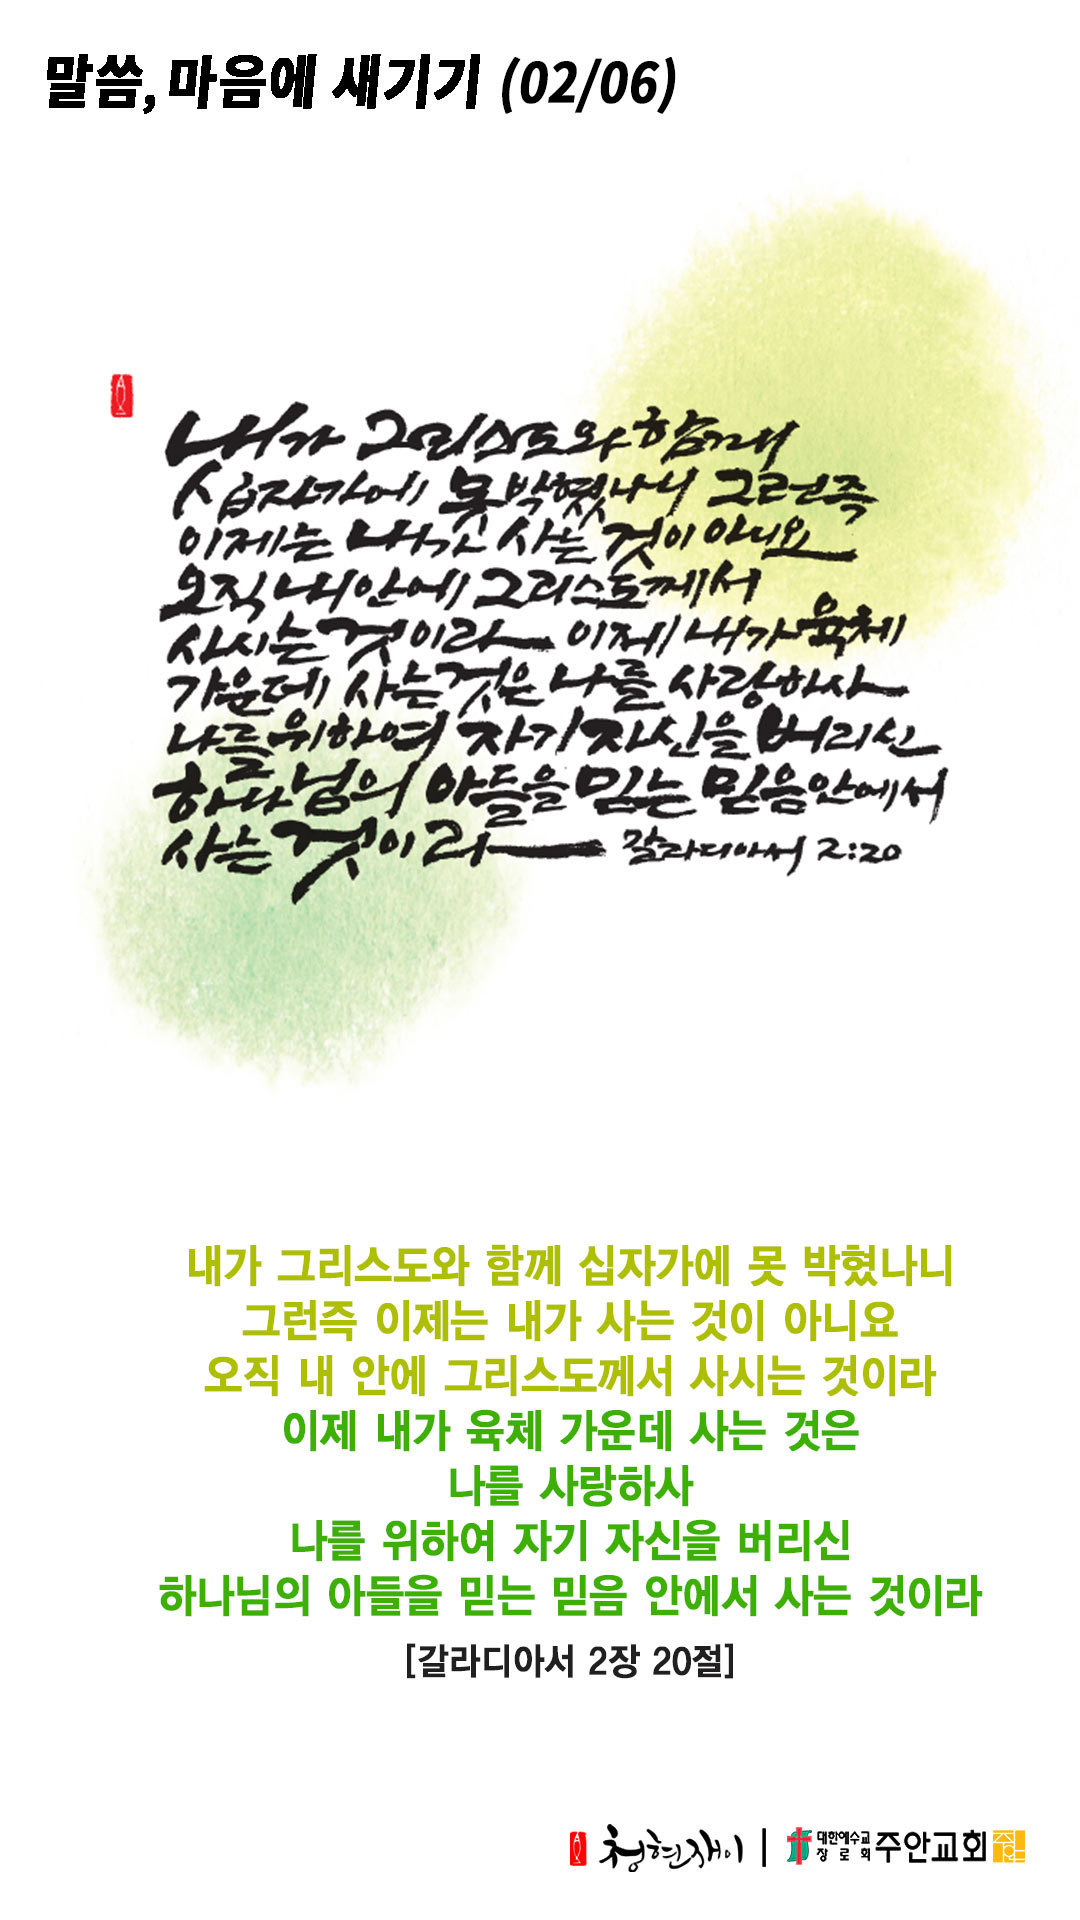 말씀, 마음에 새기기 (02/06)
내가 그리스도와 함께
십자가에 못 박혔나니 그런즉
이제는 내가 사는 것이 아니요
오직 내 안에 그리스도께서
사시는 것이라 이제 내가 육체
가운데 사는 것은 나를 사랑하사
나를 위하여 자기 자신을 버리신
하나님의 아들을 믿는 믿음 안에서
사는 것이라 갈라디아서 2:20
내가 그리스도와 함께 십자가에 못 박혔나니
그런즉 이제는 내가 사는 것이 아니요
오직 내 안에 그리스도께서 사시는 것이라
이제 내가 육체 가운데 사는 것은
나를 사랑하사
나를 위하여 자기 자신을 버리신
하나님의 아들을 믿는 믿음 안에서 사는 것이라
[갈라디아서 2장 20절]
청현재이 | 대한예수교장로회 주안교회